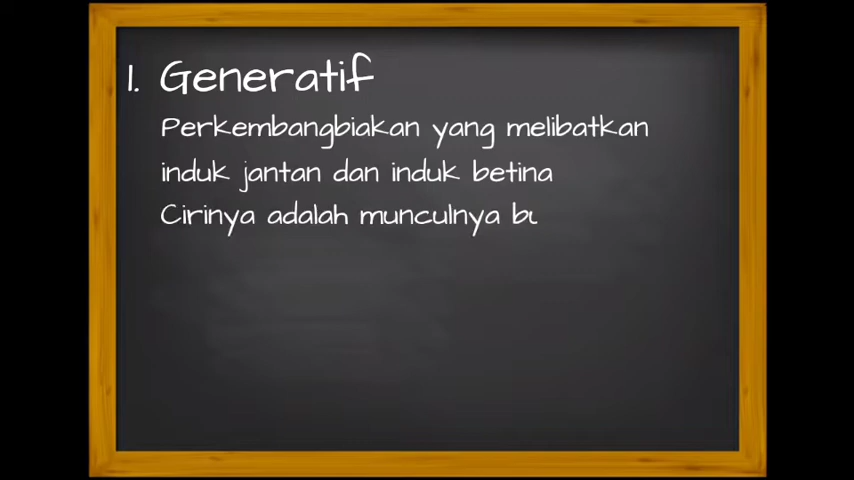 1. Generatif
Perkembangbiakan yang melibatkan
induk jantan dan induk betina
Cirinya adalah munculnya